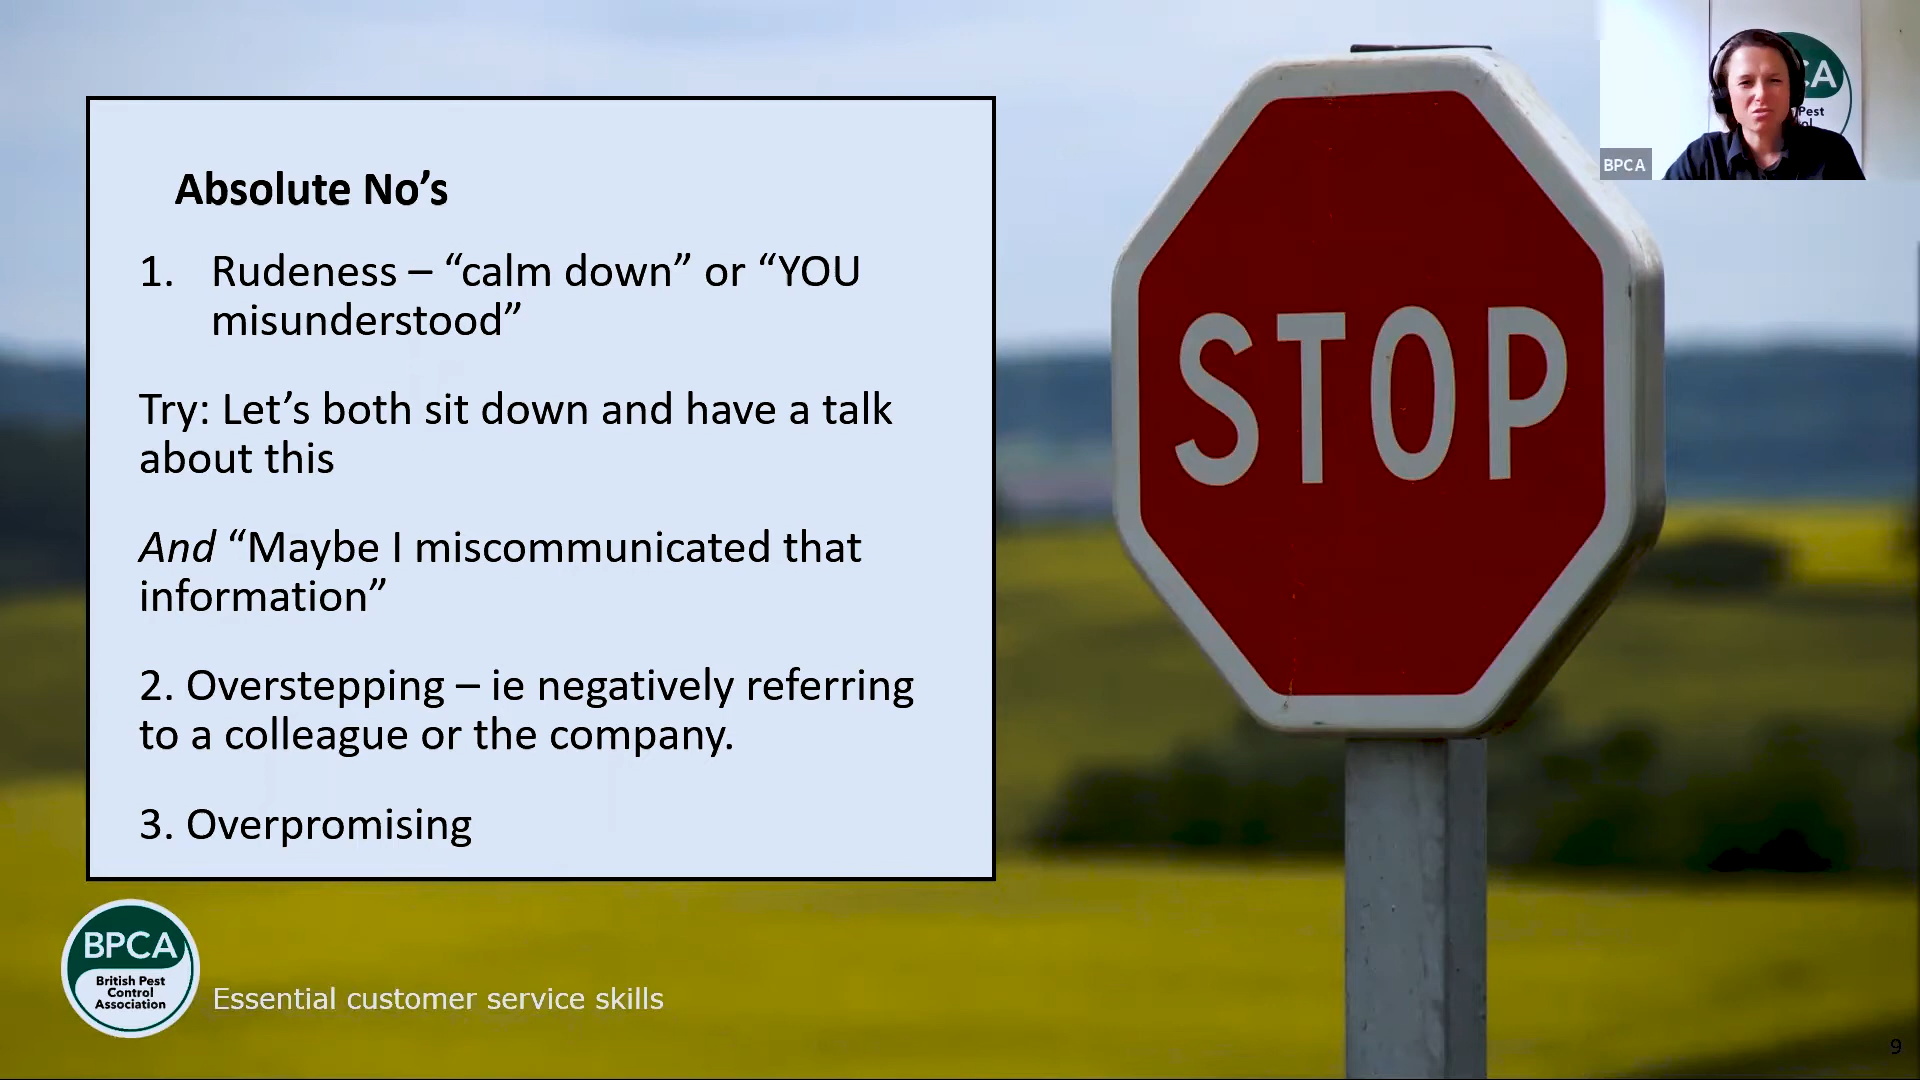 Absolute No’s
1. Rudeness – “calm down” or “YOU
misunderstood”
Try: Let’s both sit down and have a talk
about this
And “Maybe I miscommunicated that
information”
2. Overstepping – ie negatively referring
to a colleague or the company.
3. Overpromising
STOP
CA
Pest
BPCA
BPCA
British Pest
Control
Association
Essential customer service skills
9